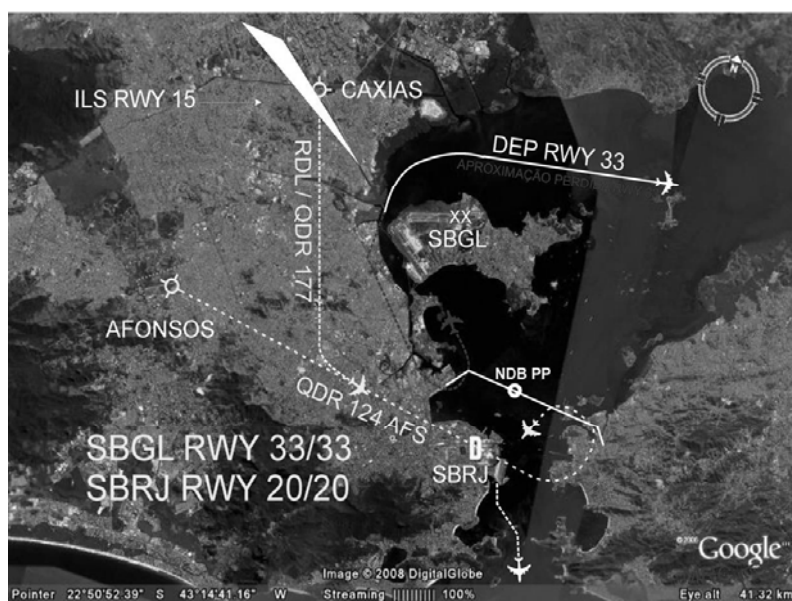 ILS RWY 15
CAXIAS
N
DEP RWY 33
APROXIMAÇÃO PERDIDA
RDL / QDR 177
XX
SBGL
AFONSOS
NDB PP
QDR 124 AFS
D
SBRJ
SBGL RWY 33/33
SBRJ RWY 20/20
©2008 Google
Image © 2008 DigitalGlobe
Pointer 22°50'52.39" S 43°14'41.16" W Streaming |||||||||| 100% Eye alt 41.32 km